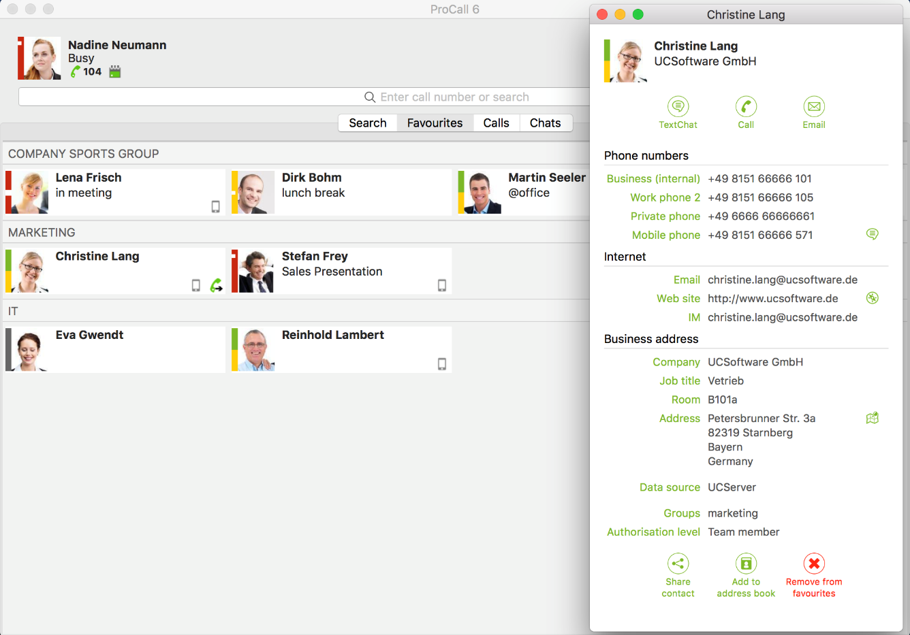 ProCall 6
Nadine Neumann
Busy
104
Enter call number or search
Search
Favourites
Calls
Chats
COMPANY SPORTS GROUP
Lena Frisch
in meeting
Dirk Bohm
lunch break
Martin Seeler
@office
MARKETING
Christine Lang
Stefan Frey
Sales Presentation
IT
Eva Gwendt
Reinhold Lambert
Christine Lang
Christine Lang
UCSoftware GmbH
TextChat
Call
Email
Phone numbers
Business (internal) +49 8151 66666 101
Work phone 2 +49 8151 66666 105
Private phone +49 6666 66666661
Mobile phone +49 8151 66666 571
Internet
Email christine.lang@ucsoftware.de
Web site http://www.ucsoftware.de
IM christine.lang@ucsoftware.de
Business address
Company UCSoftware GmbH
Job title Vetrieb
Room B101a
Address Petersbrunner Str. 3a
82319 Starnberg
Bayern
Germany
Data source UCServer
Groups marketing
Authorisation level Team member
Share
contact
Add to
address book
Remove from
favourites